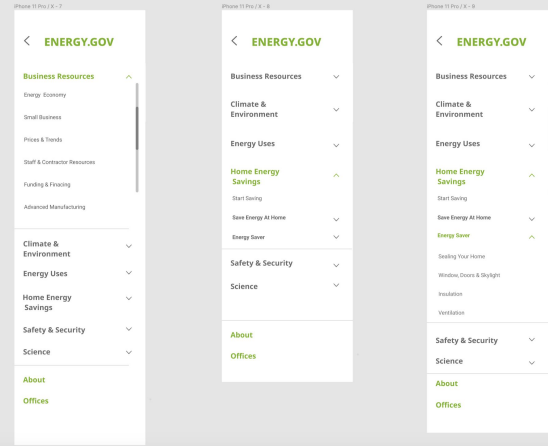 iPhone 11 Pro / X – 7
ENERGY.GOV
Business Resources
Energy Economy
Small Business
Prices & Trends
Staff & Contractor Resources
Funding & Finacing
Advanced Manufacturing
Climate &
Environment
Energy Uses
Home Energy
Savings
Safety & Security
Science
About
Offices
iPhone 11 Pro / X – 8
ENERGY.GOV
Business Resources
Climate &
Environment
Energy Uses
Home Energy
Savings
Start Saving
Save Energy At Home
Energy Saver
Safety & Security
Science
About
Offices
iPhone 11 Pro / X – 9
ENERGY.GOV
Business Resources
Climate &
Environment
Energy Uses
Home Energy
Savings
Start Saving
Save Energy At Home
Energy Saver
Sealing Your Home
Window, Doors & Skylight
Insulation
Ventilation
Safety & Security
Science
About
Offices